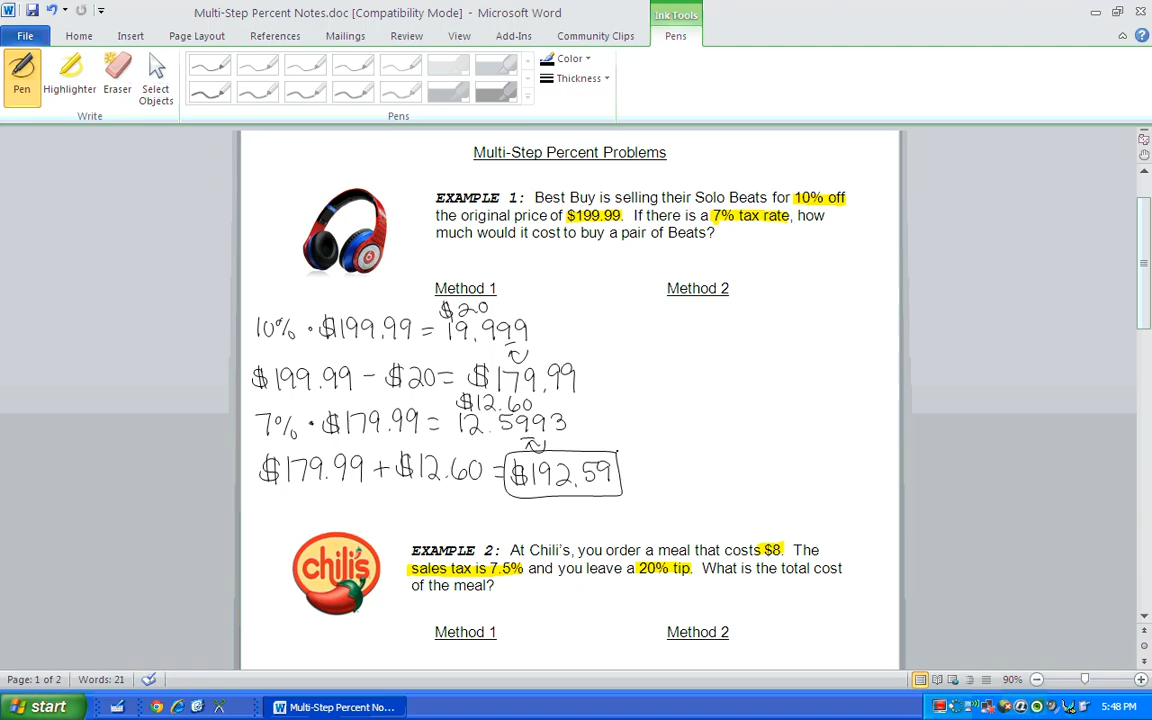 Multi-Step Percent Notes.doc [Compatibility Mode] - Microsoft Word
Ink Tools
File Home Insert Page Layout References Mailings Review View Add-Ins Community Clips Pens
Pen Highlighter Eraser Select Objects
Color
Thickness
Write Pens
Multi-Step Percent Problems
EXAMPLE 1: Best Buy is selling their Solo Beats for 10% off
the original price of $199.99. If there is a 7% tax rate, how
much would it cost to buy a pair of Beats?
Method 1 Method 2
$20
10% · $199.99 = 19.999
$199.99 - $20 = $179.99
$12.60
7% · $179.99 = 12.5993
$179.99 + $12.60 = $192.59
chili's
EXAMPLE 2: At Chili's, you order a meal that costs $8. The
sales tax is 7.5% and you leave a 20% tip. What is the total cost
of the meal?
Method 1 Method 2
Page: 1 of 2 Words: 21 90%
start Multi-Step Percent No... 5:48 PM